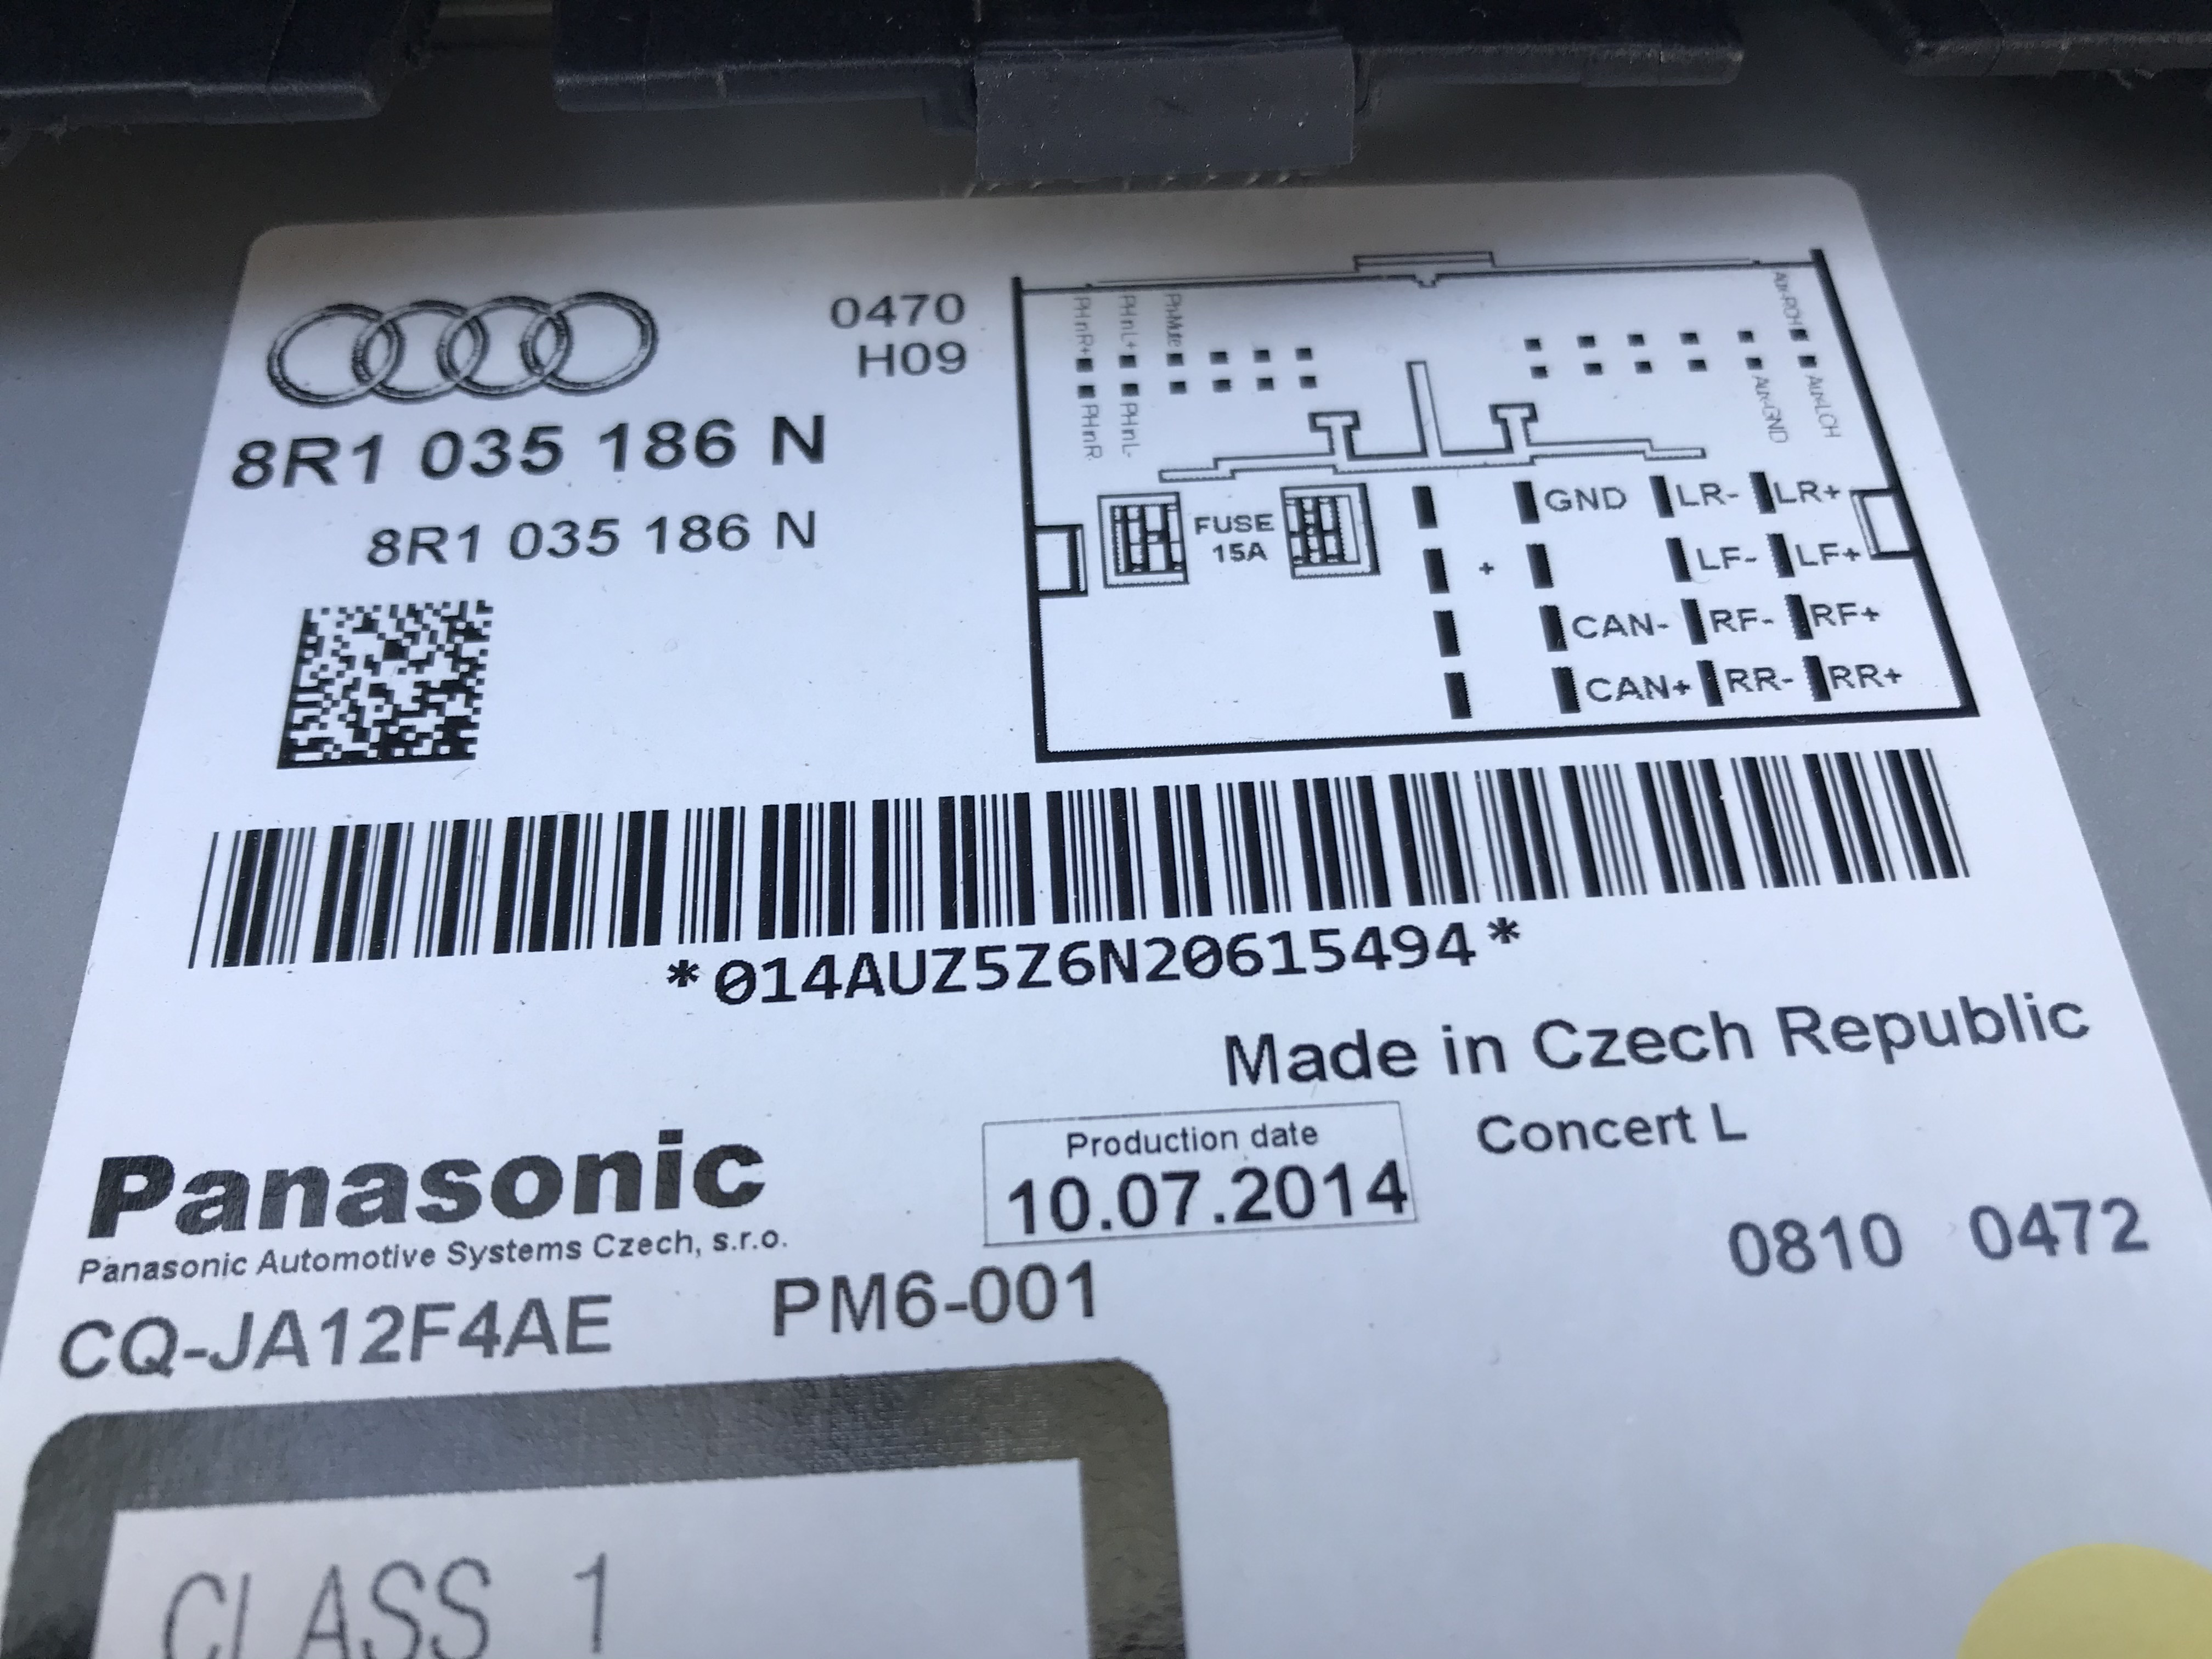 0470
H09
8R1 035 186 N
8R1 035 186 N
PHnR+ PHnL+ Ph-Mute Aux-RCH
PHnR- PHnL- Aux-GND Aux-LCH
FUSE
15A
GND LR- LR+
+ LF- LF+
CAN- RF- RF+
CAN+ RR- RR+
*014AUZ5Z6N20615494*
Made in Czech Republic
Panasonic
Panasonic Automotive Systems Czech, s.r.o.
Production date
10.07.2014
Concert L
0810 0472
CQ-JA12F4AE PM6-001
CLASS 1